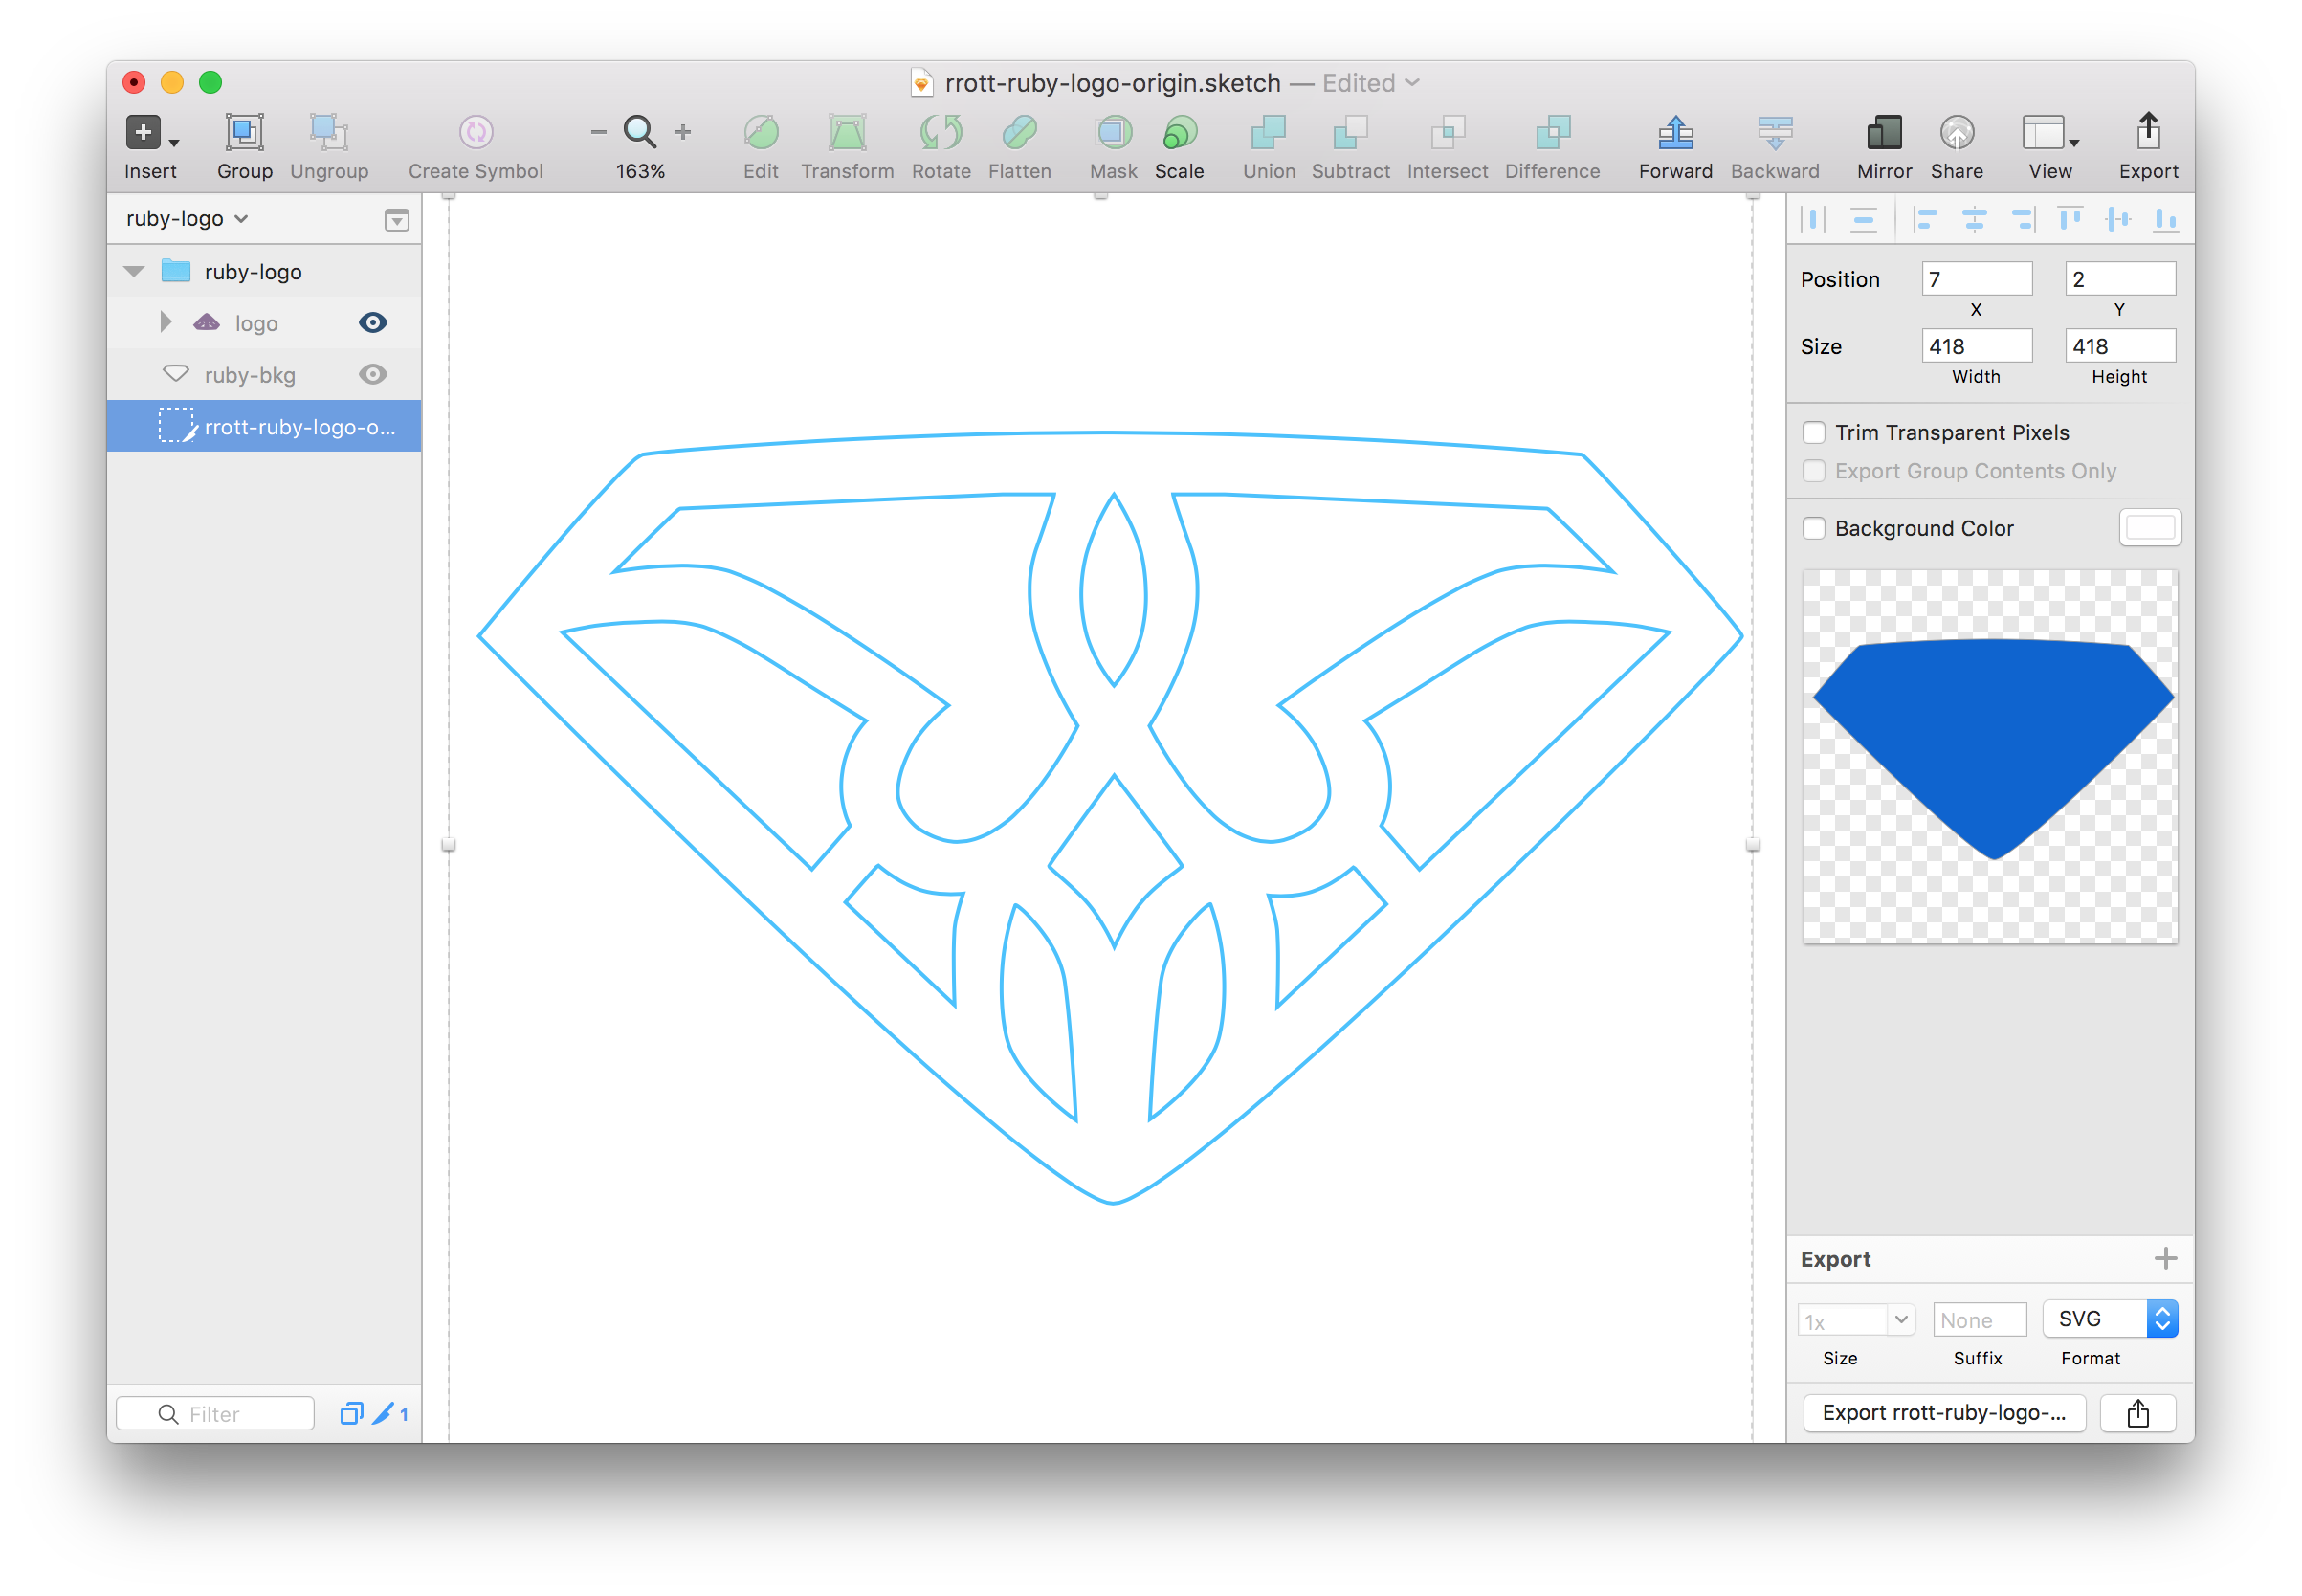 rrott-ruby-logo-origin.sketch — Edited
Insert Group Ungroup Create Symbol 163% Edit Transform Rotate Flatten Mask Scale Union Subtract Intersect Difference Forward Backward Mirror Share View Export
ruby-logo
ruby-logo
logo
ruby-bkg
rrott-ruby-logo-o...
Filter 1
Position 7 2
X Y
Size 418 418
Width Height
Trim Transparent Pixels
Export Group Contents Only
Background Color
Export
1x None SVG
Size Suffix Format
Export rrott-ruby-logo-...